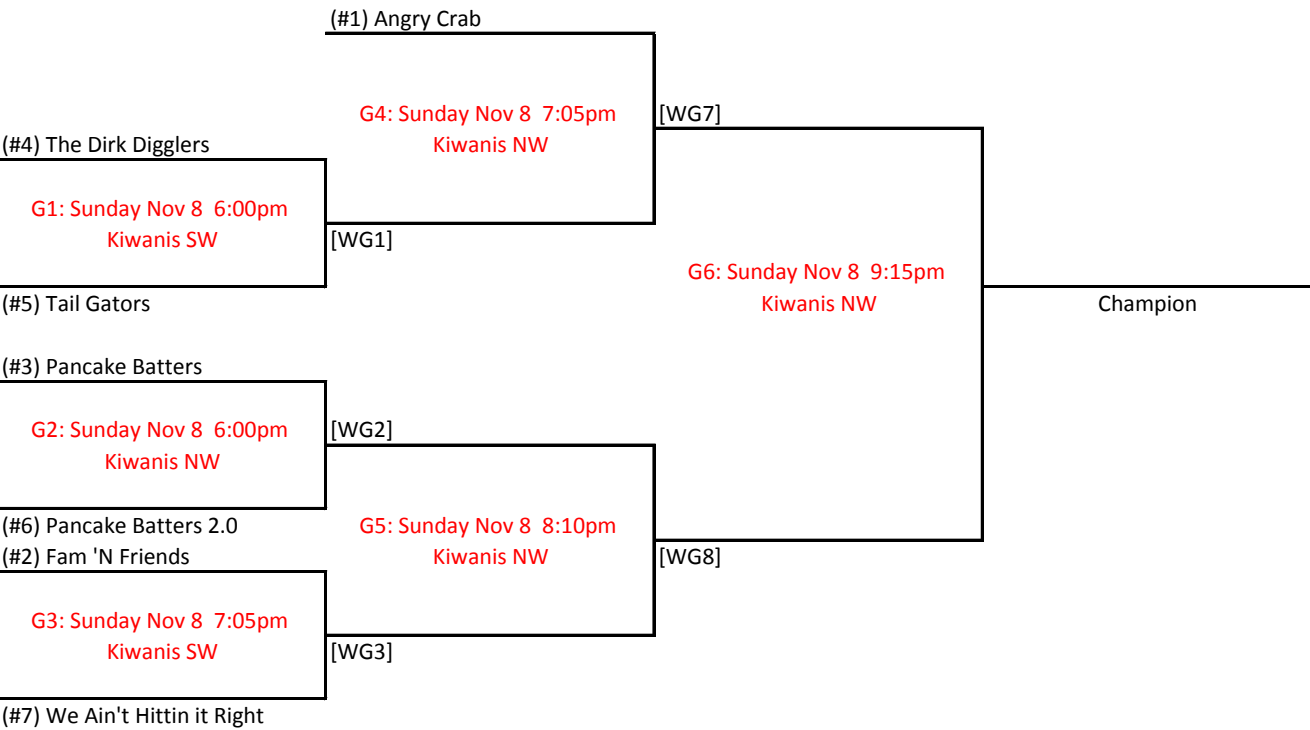 (#1) Angry Crab
G4: Sunday Nov 8  7:05pm
Kiwanis NW
[WG7]
(#4) The Dirk Digglers
G1: Sunday Nov 8  6:00pm
Kiwanis SW
[WG1]
G6: Sunday Nov 8  9:15pm
Kiwanis NW
(#5) Tail Gators
Champion
(#3) Pancake Batters
G2: Sunday Nov 8  6:00pm
Kiwanis NW
[WG2]
(#6) Pancake Batters 2.0
(#2) Fam 'N Friends
G5: Sunday Nov 8  8:10pm
Kiwanis NW
[WG8]
G3: Sunday Nov 8  7:05pm
Kiwanis SW
[WG3]
(#7) We Ain't Hittin it Right